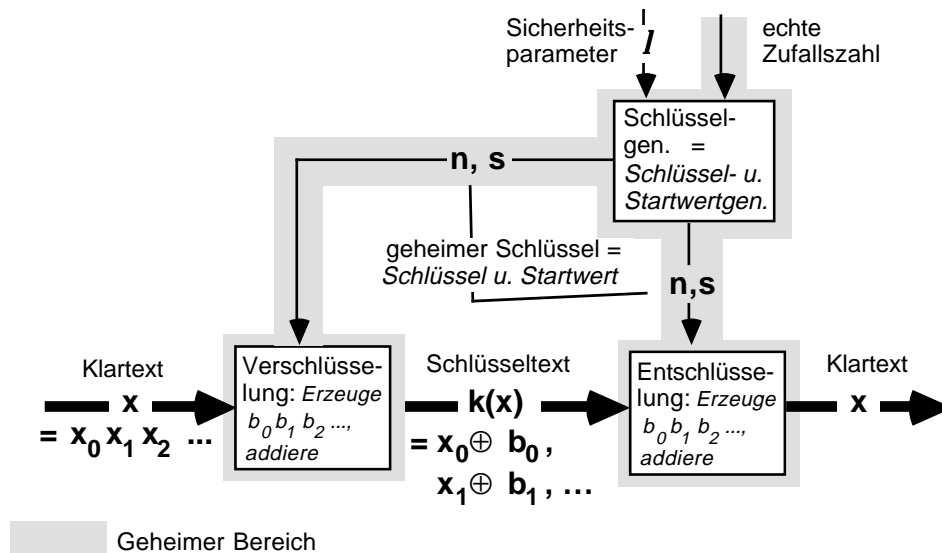 Sicherheits-
parameter l
echte
Zufallszahl
Schlüssel-
gen. =
Schlüssel- u.
Startwertgen.
n, s
geheimer Schlüssel =
Schlüssel u. Startwert
n,s
Klartext
x
= x0 x1 x2 ...
Verschlüsse-
lung: Erzeuge
b0 b1 b2 ...,
addiere
Schlüsseltext
k(x)
= x0⊕ b0 ,
x1⊕ b1 , ...
Entschlüsse-
lung: Erzeuge
b0 b1 b2 ...,
addiere
Klartext
x
Geheimer Bereich